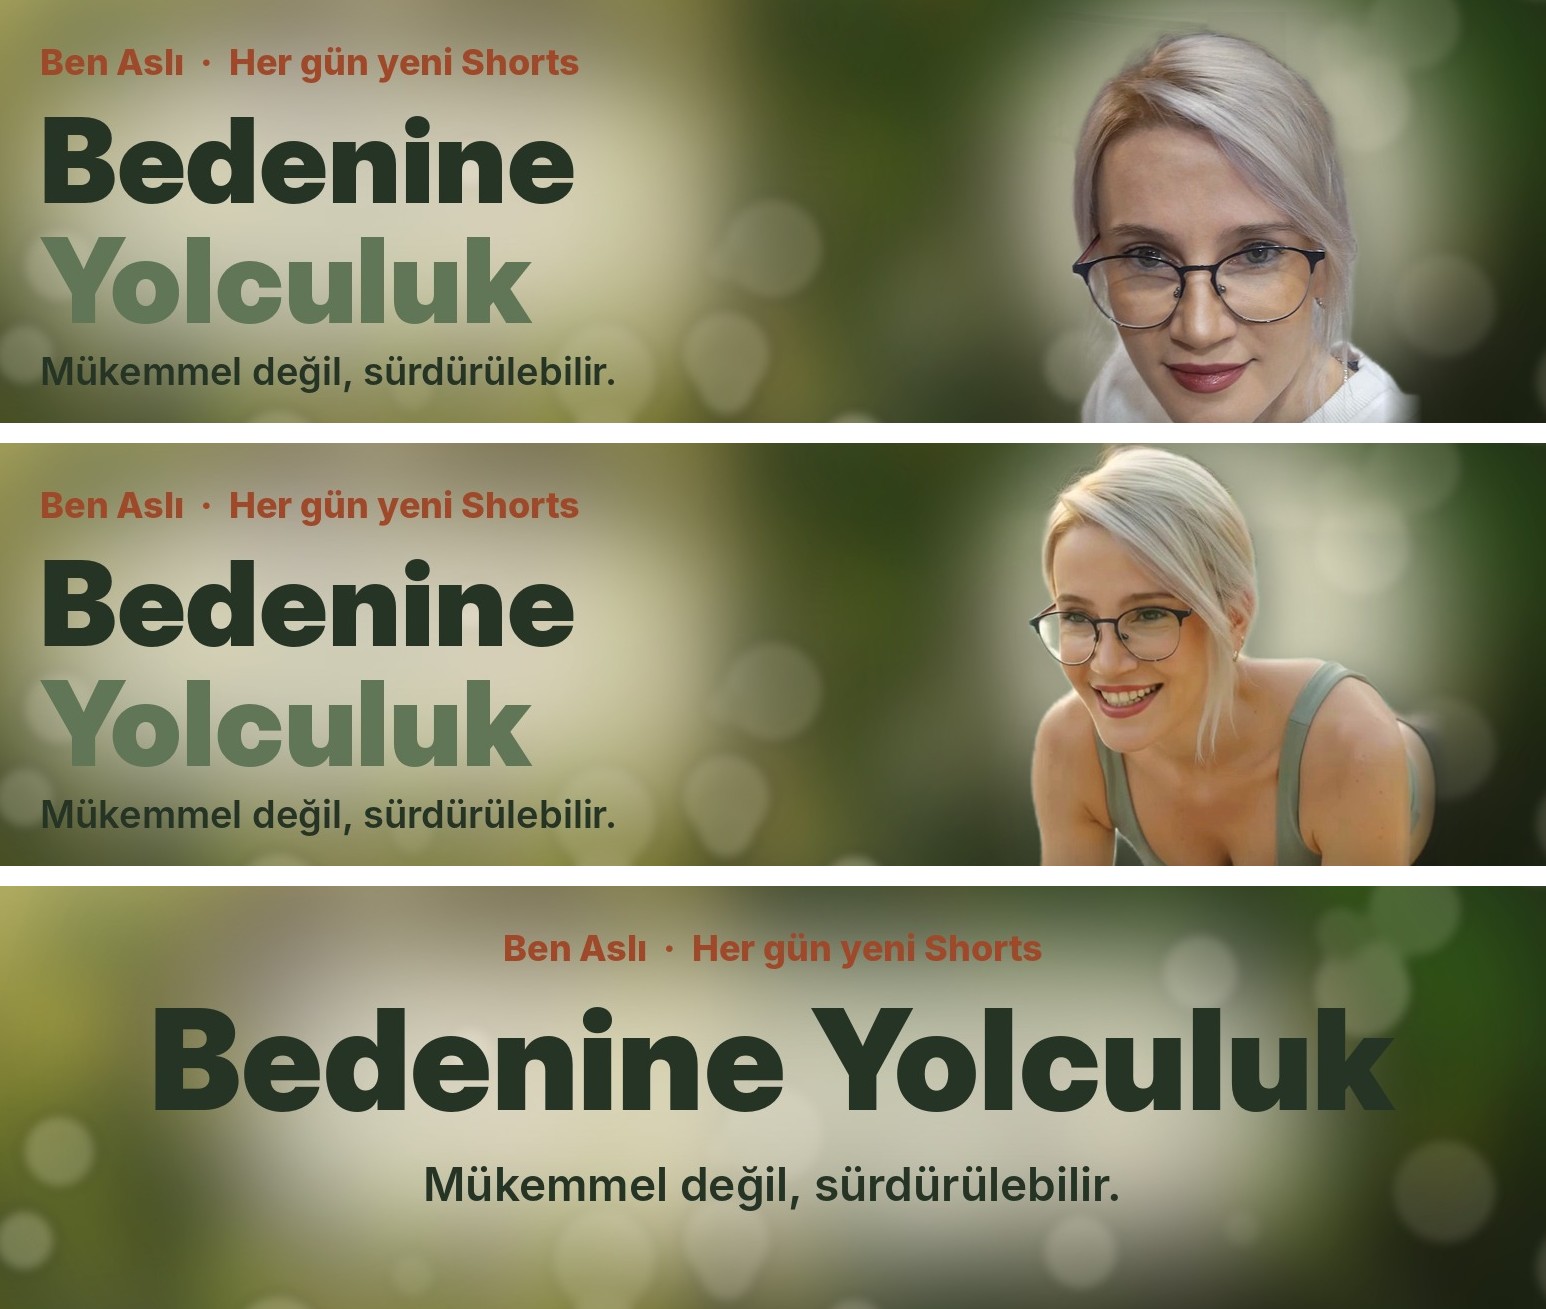 Ben Aslı · Her gün yeni Shorts
Bedenine
Yolculuk
Mükemmel değil, sürdürülebilir.
Ben Aslı · Her gün yeni Shorts
Bedenine
Yolculuk
Mükemmel değil, sürdürülebilir.
Ben Aslı · Her gün yeni Shorts
Bedenine Yolculuk
Mükemmel değil, sürdürülebilir.